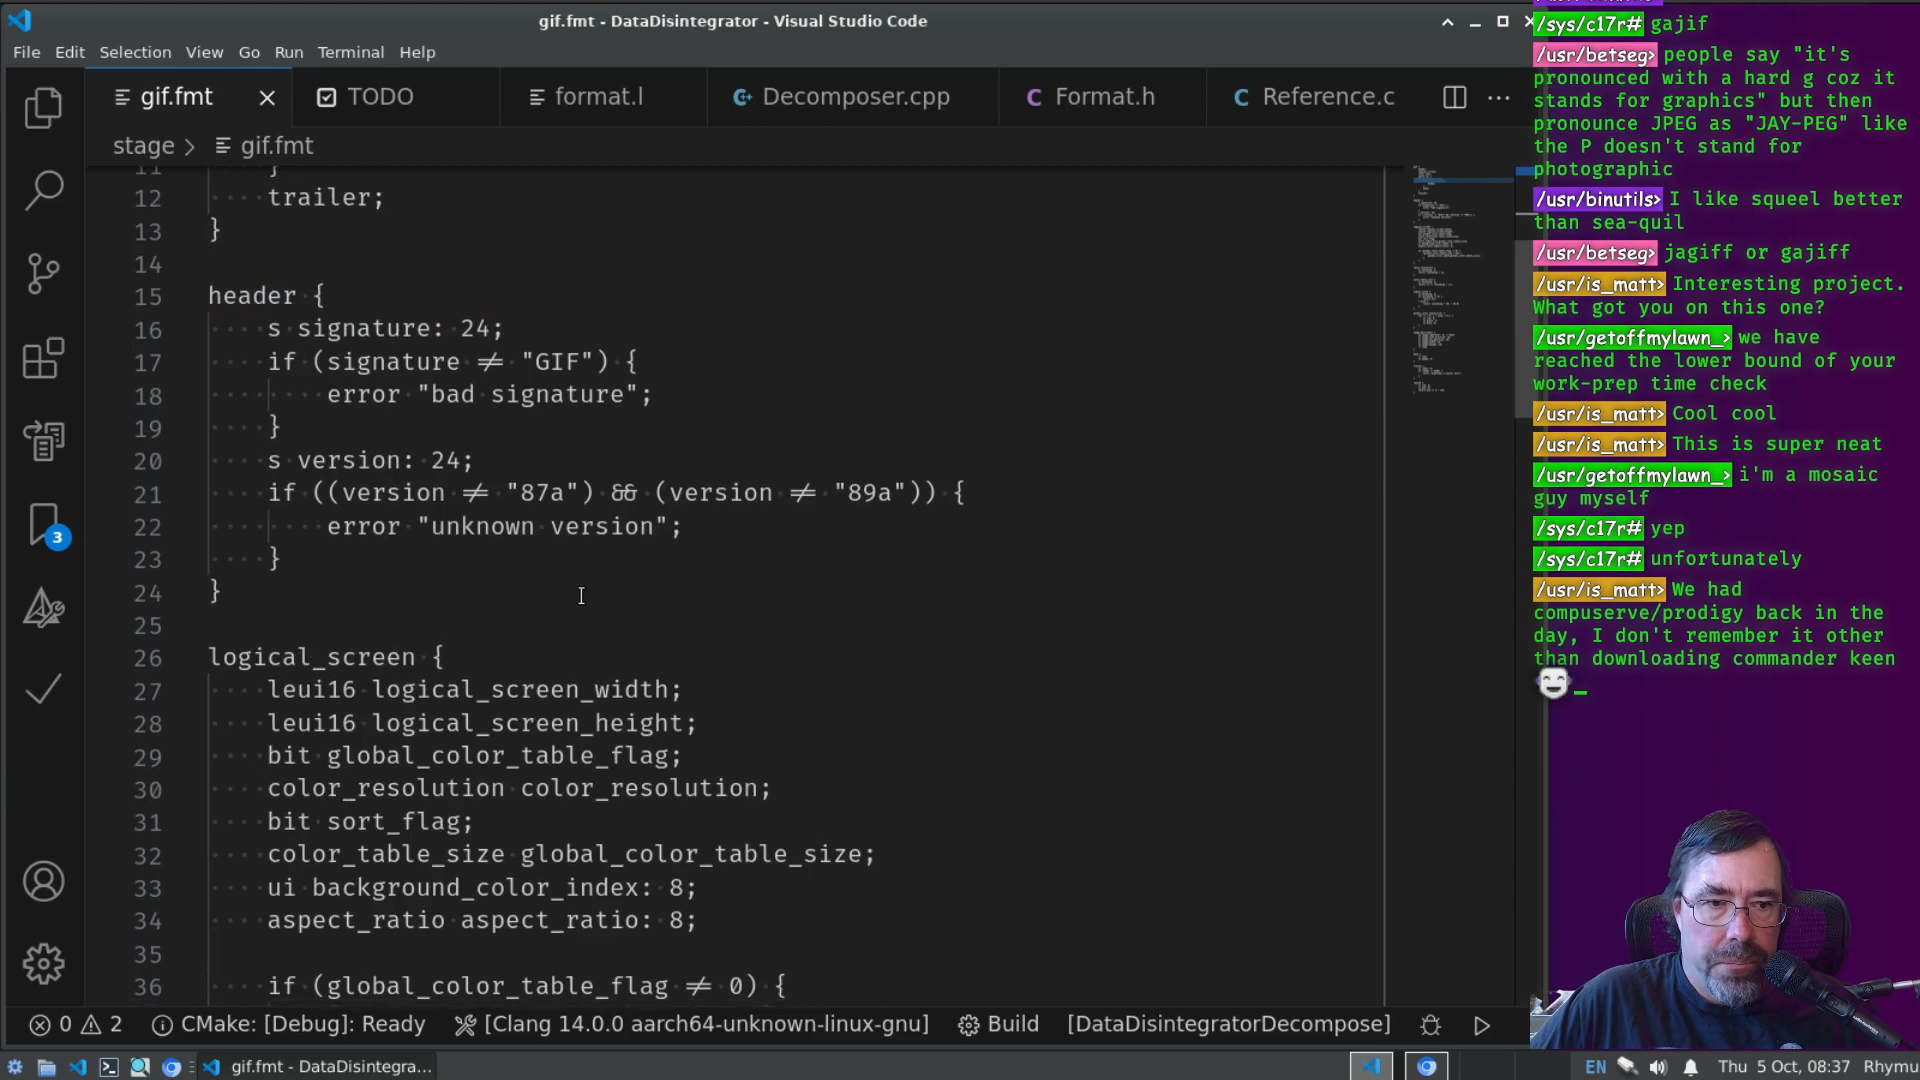 gif.fmt - DataDisintegrator - Visual Studio Code
File Edit Selection View Go Run Terminal Help
gif.fmt TODO format.l Decomposer.cpp Format.h Reference.c
stage > gif.fmt
11 }
12 trailer;
13 }
14
15 header {
16 s signature: 24;
17 if (signature ≠ "GIF") {
18 error "bad signature";
19 }
20 s version: 24;
21 if ((version ≠ "87a") && (version ≠ "89a")) {
22 error "unknown version";
23 }
24 }
25
26 logical_screen {
27 leui16 logical_screen_width;
28 leui16 logical_screen_height;
29 bit global_color_table_flag;
30 color_resolution color_resolution;
31 bit sort_flag;
32 color_table_size global_color_table_size;
33 ui background_color_index: 8;
34 aspect_ratio aspect_ratio: 8;
35
36 if (global_color_table_flag ≠ 0) {
3
0 2 CMake: [Debug]: Ready [Clang 14.0.0 aarch64-unknown-linux-gnu] Build [DataDisintegratorDecompose]
gif.fmt - DataDisintegra...
EN Thu 5 Oct, 08:37 Rhymu
/sys/c17r# gajif
/usr/betseg> people say "it's
pronounced with a hard g coz it
stands for graphics" but then
pronounce JPEG as "JAY-PEG" like
the P doesn't stand for
photographic
/usr/binutils> I like squeel better
than sea-quil
/usr/betseg> jagiff or gajiff
/usr/is_matt> Interesting project.
What got you on this one?
/usr/getoffmylawn_> we have
reached the lower bound of your
work-prep time check
/usr/is_matt> Cool cool
/usr/is_matt> This is super neat
/usr/getoffmylawn_> i'm a mosaic
guy myself
/sys/c17r# yep
/sys/c17r# unfortunately
/usr/is_matt> We had
compuserve/prodigy back in the
day, I don't remember it other
than downloading commander keen